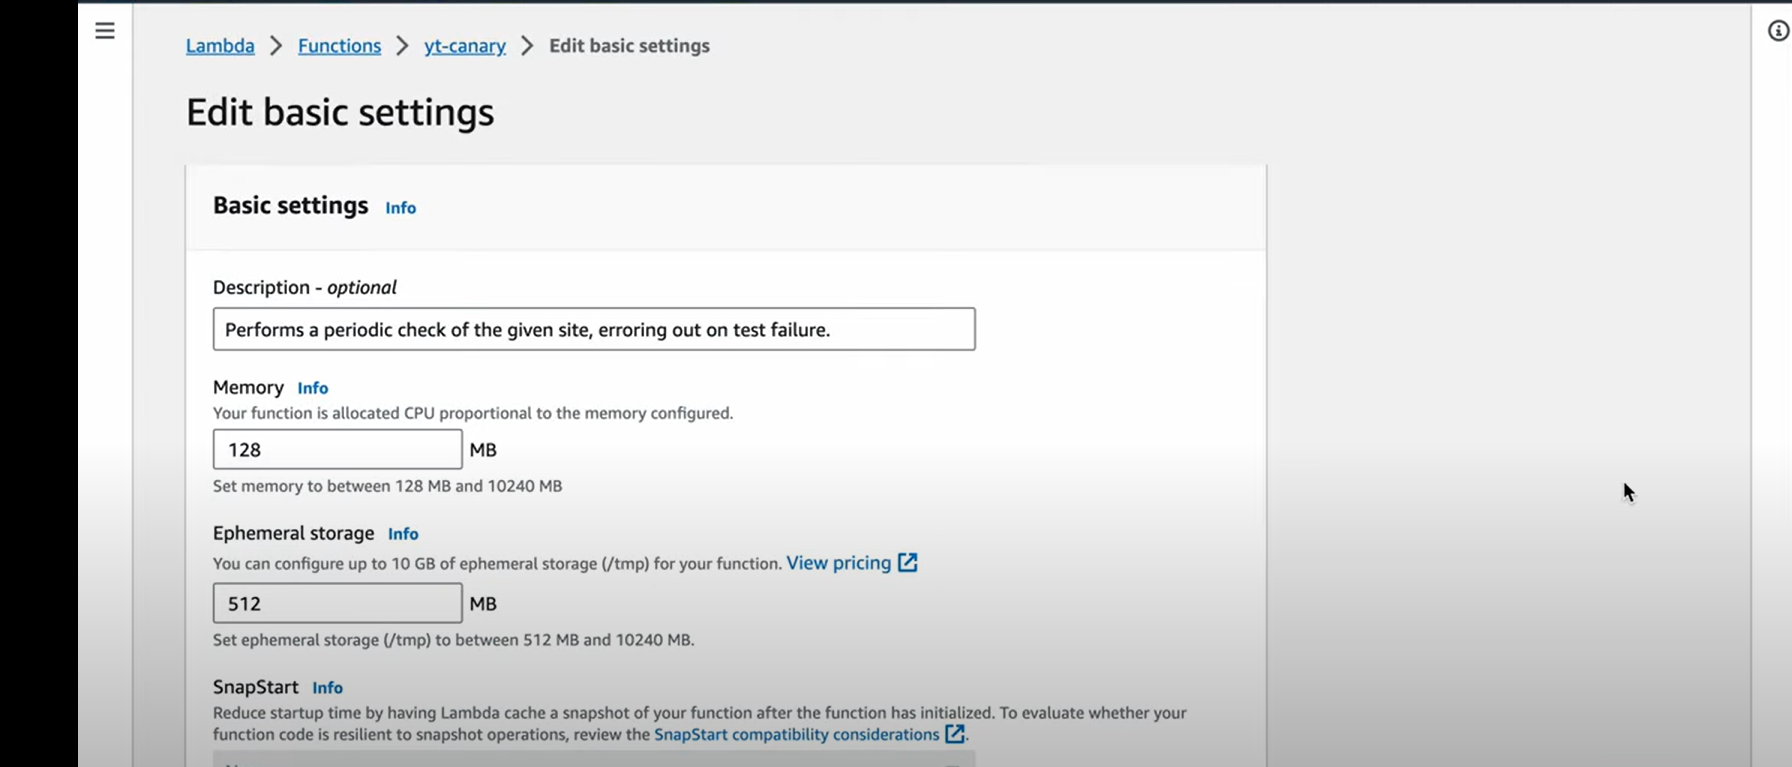 Lambda > Functions > yt-canary > Edit basic settings
Edit basic settings
Basic settings Info
Description - optional
Performs a periodic check of the given site, erroring out on test failure.
Memory Info
Your function is allocated CPU proportional to the memory configured.
128 MB
Set memory to between 128 MB and 10240 MB
Ephemeral storage Info
You can configure up to 10 GB of ephemeral storage (/tmp) for your function. View pricing
512 MB
Set ephemeral storage (/tmp) to between 512 MB and 10240 MB.
SnapStart Info
Reduce startup time by having Lambda cache a snapshot of your function after the function has initialized. To evaluate whether your
function code is resilient to snapshot operations, review the SnapStart compatibility considerations.